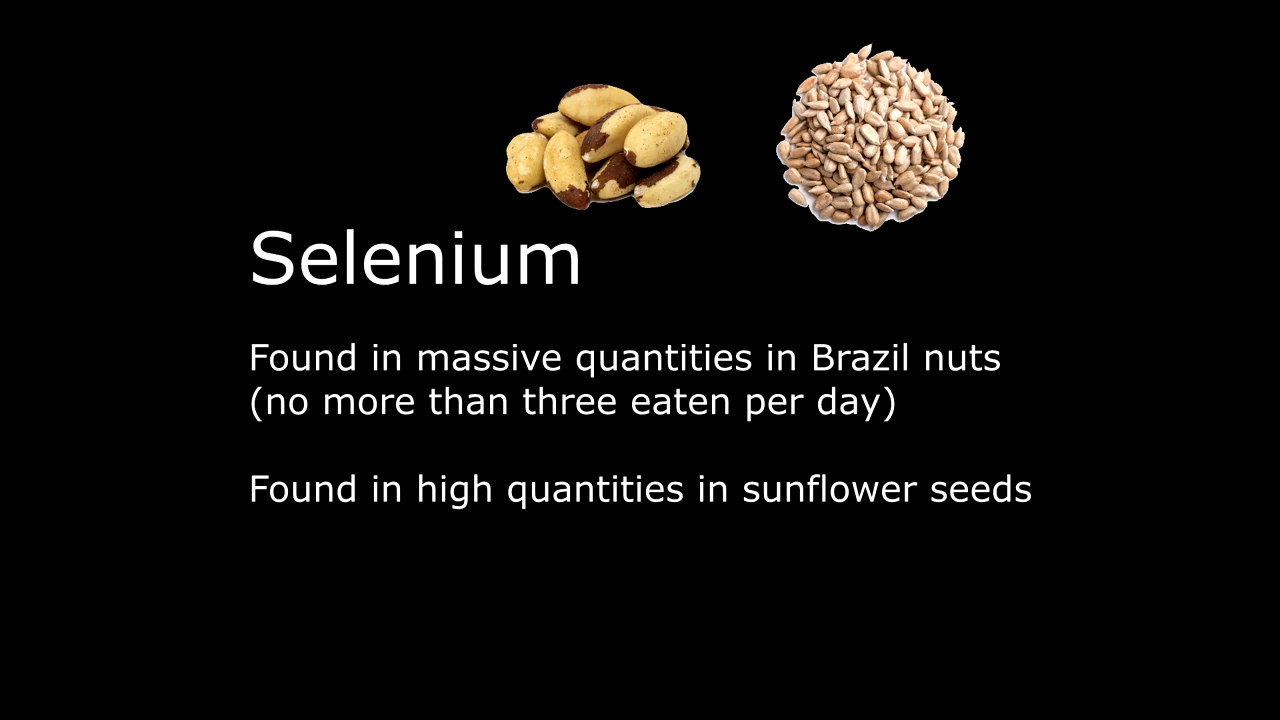 Selenium
Found in massive quantities in Brazil nuts
(no more than three eaten per day)
Found in high quantities in sunflower seeds